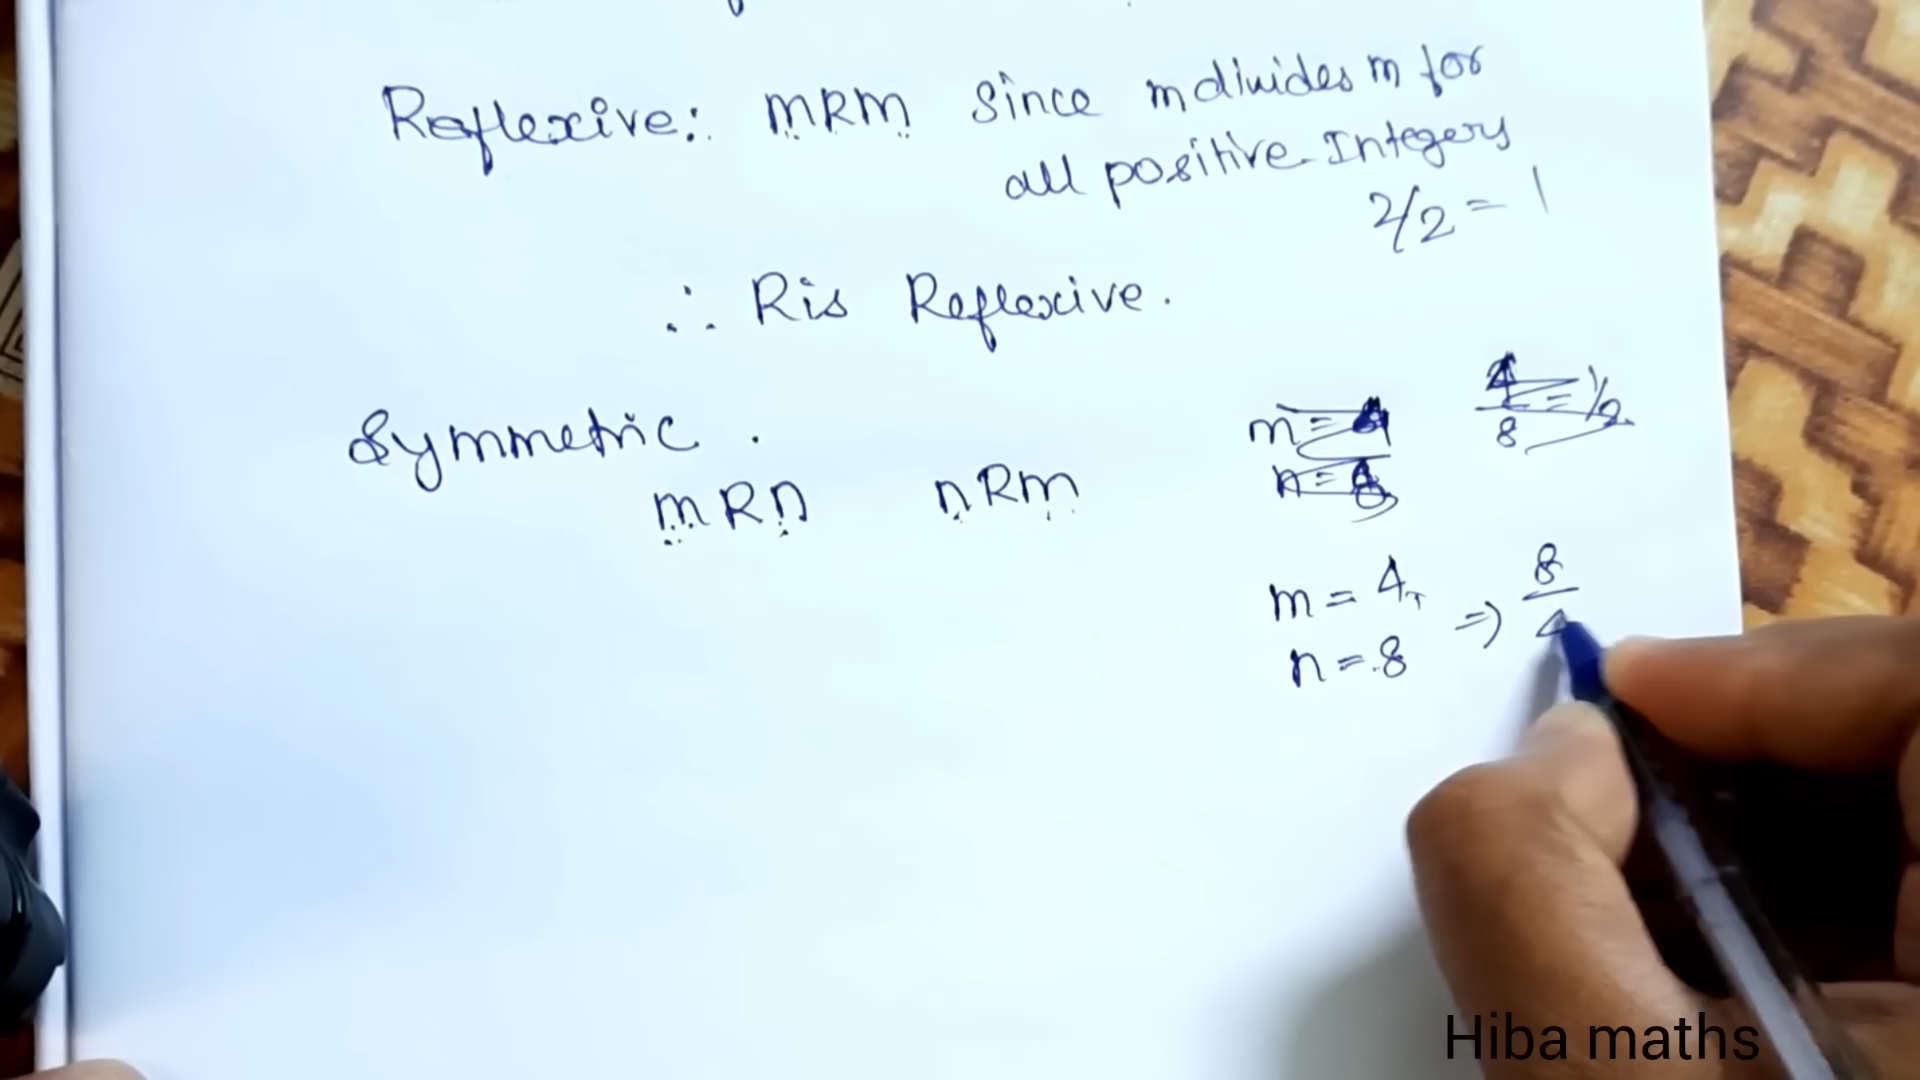 Reflexive: mRm Since m divides m for
all positive Integers
2/2 = 1
∴ R is Reflexive.
Symmetric.
m = 4
n = 8
4/8 = 1/2
mRn nRm
m = 4, ⇒ 8/4
n = 8
Hiba maths